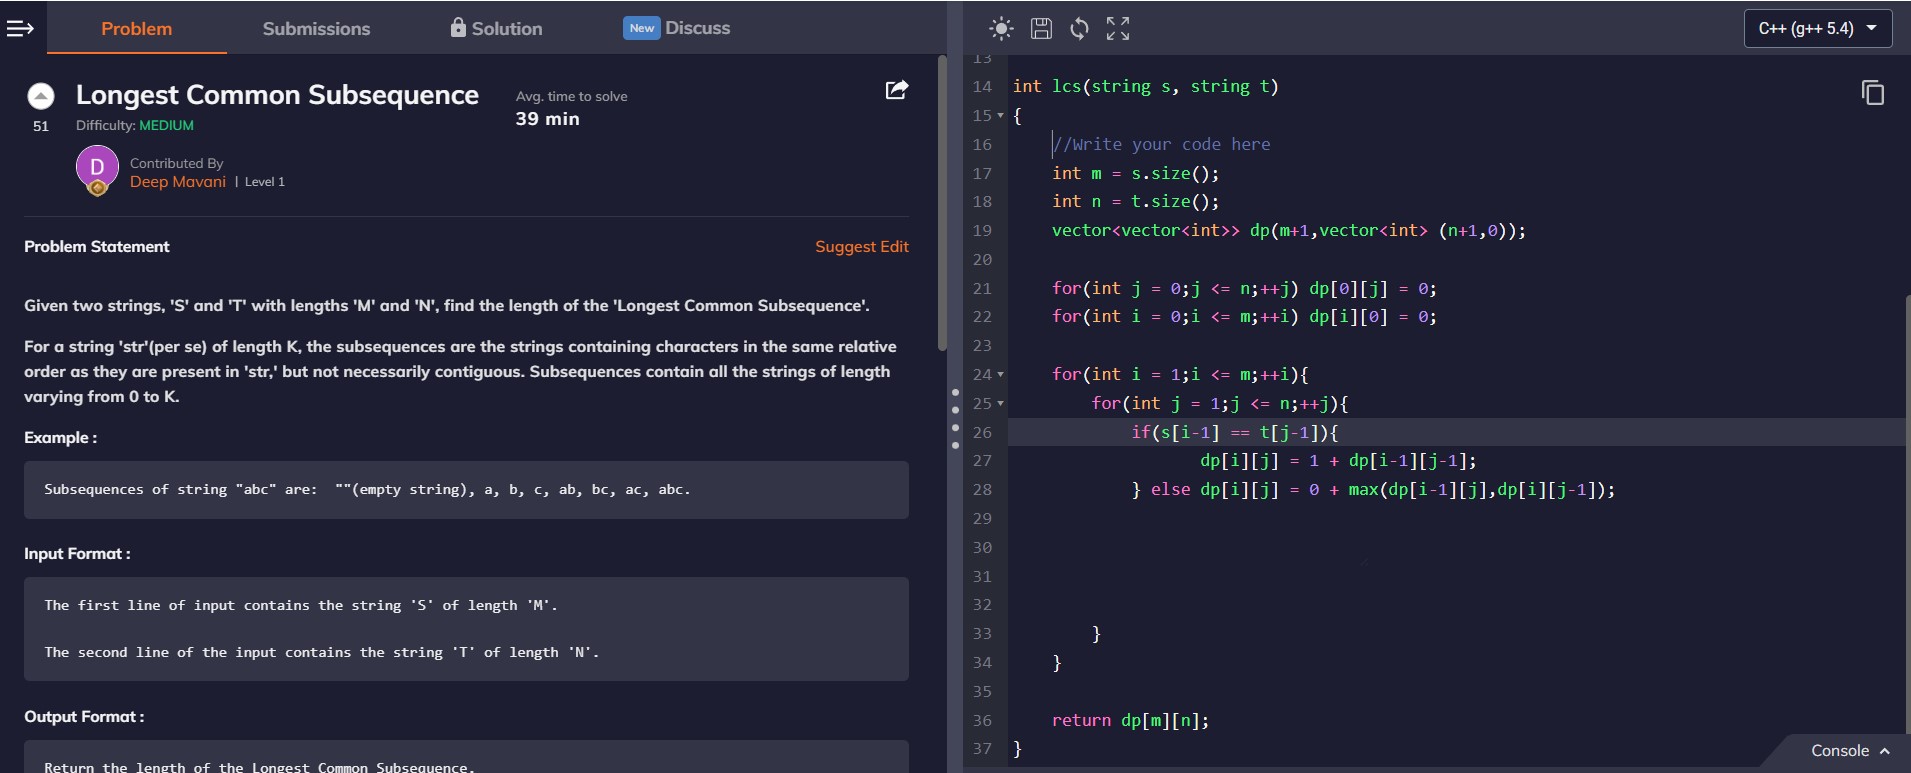 Problem
Submissions
Solution
New Discuss
C++ (g++ 5.4)
51
Longest Common Subsequence
Difficulty: MEDIUM
Avg. time to solve
39 min
D
Contributed By
Deep Mavani | Level 1
Problem Statement
Suggest Edit
Given two strings, 'S' and 'T' with lengths 'M' and 'N', find the length of the 'Longest Common Subsequence'.
For a string 'str'(per se) of length K, the subsequences are the strings containing characters in the same relative
order as they are present in 'str,' but not necessarily contiguous. Subsequences contain all the strings of length
varying from 0 to K.
Example :
Subsequences of string "abc" are:  ""(empty string), a, b, c, ab, bc, ac, abc.
Input Format :
The first line of input contains the string 'S' of length 'M'.
The second line of the input contains the string 'T' of length 'N'.
Output Format :
Return the length of the Longest Common Subsequence.
13
14 int lcs(string s, string t)
15 {
16     //Write your code here
17     int m = s.size();
18     int n = t.size();
19     vector<vector<int>> dp(m+1,vector<int> (n+1,0));
20
21     for(int j = 0;j <= n;++j) dp[0][j] = 0;
22     for(int i = 0;i <= m;++i) dp[i][0] = 0;
23
24     for(int i = 1;i <= m;++i){
25         for(int j = 1;j <= n;++j){
26             if(s[i-1] == t[j-1]){
27                    dp[i][j] = 1 + dp[i-1][j-1];
28             } else dp[i][j] = 0 + max(dp[i-1][j],dp[i][j-1]);
29
30
31
32
33         }
34     }
35
36     return dp[m][n];
37 }
Console